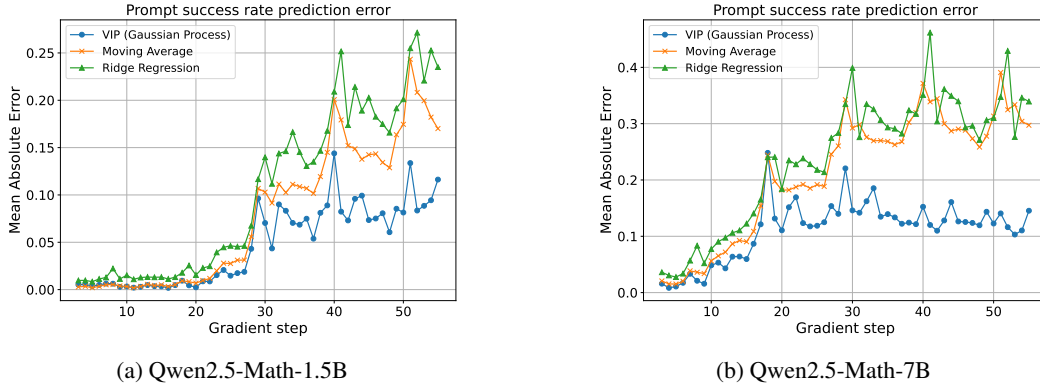 Prompt success rate prediction error
VIP (Gaussian Process)
Moving Average
Ridge Regression
Mean Absolute Error
0.25
0.20
0.15
0.10
0.05
0.00
10 20 30 40 50
Gradient step
(a) Qwen2.5-Math-1.5B
Prompt success rate prediction error
VIP (Gaussian Process)
Moving Average
Ridge Regression
Mean Absolute Error
0.4
0.3
0.2
0.1
0.0
10 20 30 40 50
Gradient step
(b) Qwen2.5-Math-7B